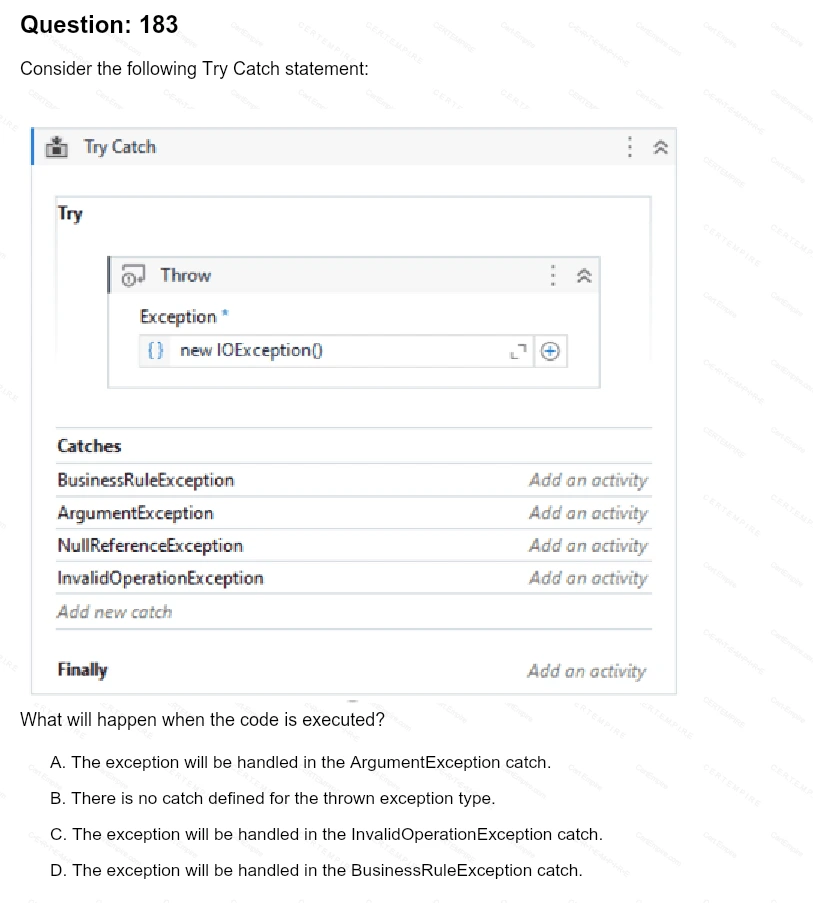 Question: 183
Consider the following Try Catch statement:
Try Catch
Try
Throw
Exception *
{} new IOException()
Catches
BusinessRuleException Add an activity
ArgumentException Add an activity
NullReferenceException Add an activity
InvalidOperationException Add an activity
Add new catch
Finally Add an activity
What will happen when the code is executed?
A. The exception will be handled in the ArgumentException catch.
B. There is no catch defined for the thrown exception type.
C. The exception will be handled in the InvalidOperationException catch.
D. The exception will be handled in the BusinessRuleException catch.